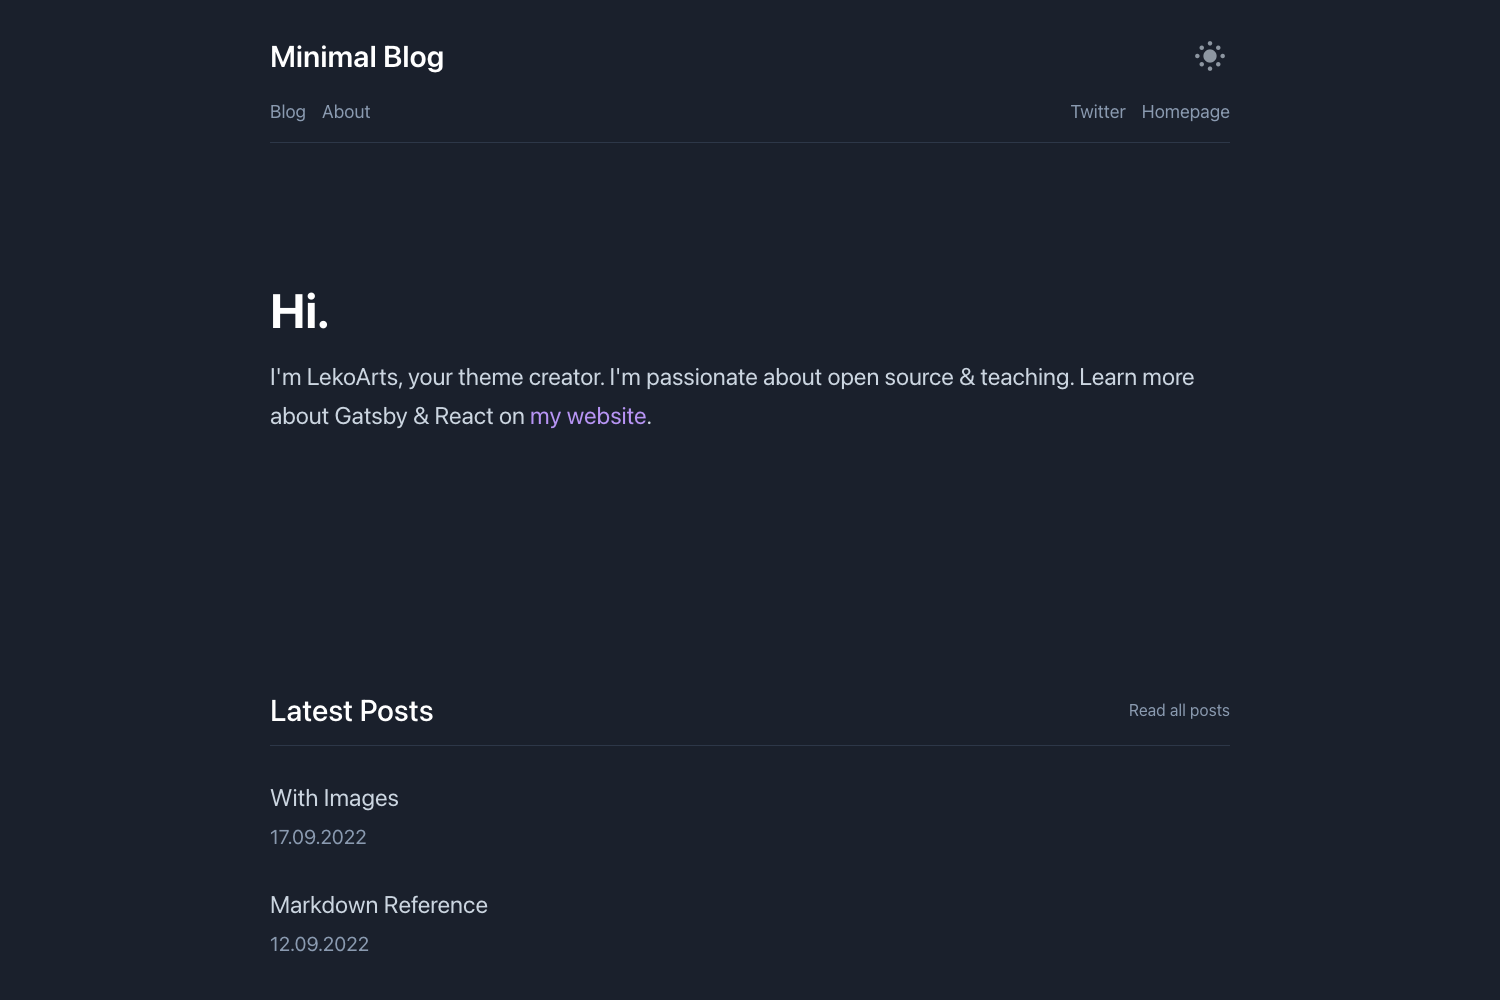 Minimal Blog
Blog About Twitter Homepage
Hi.
I'm LekoArts, your theme creator. I'm passionate about open source & teaching. Learn more
about Gatsby & React on my website.
Latest Posts Read all posts
With Images
17.09.2022
Markdown Reference
12.09.2022